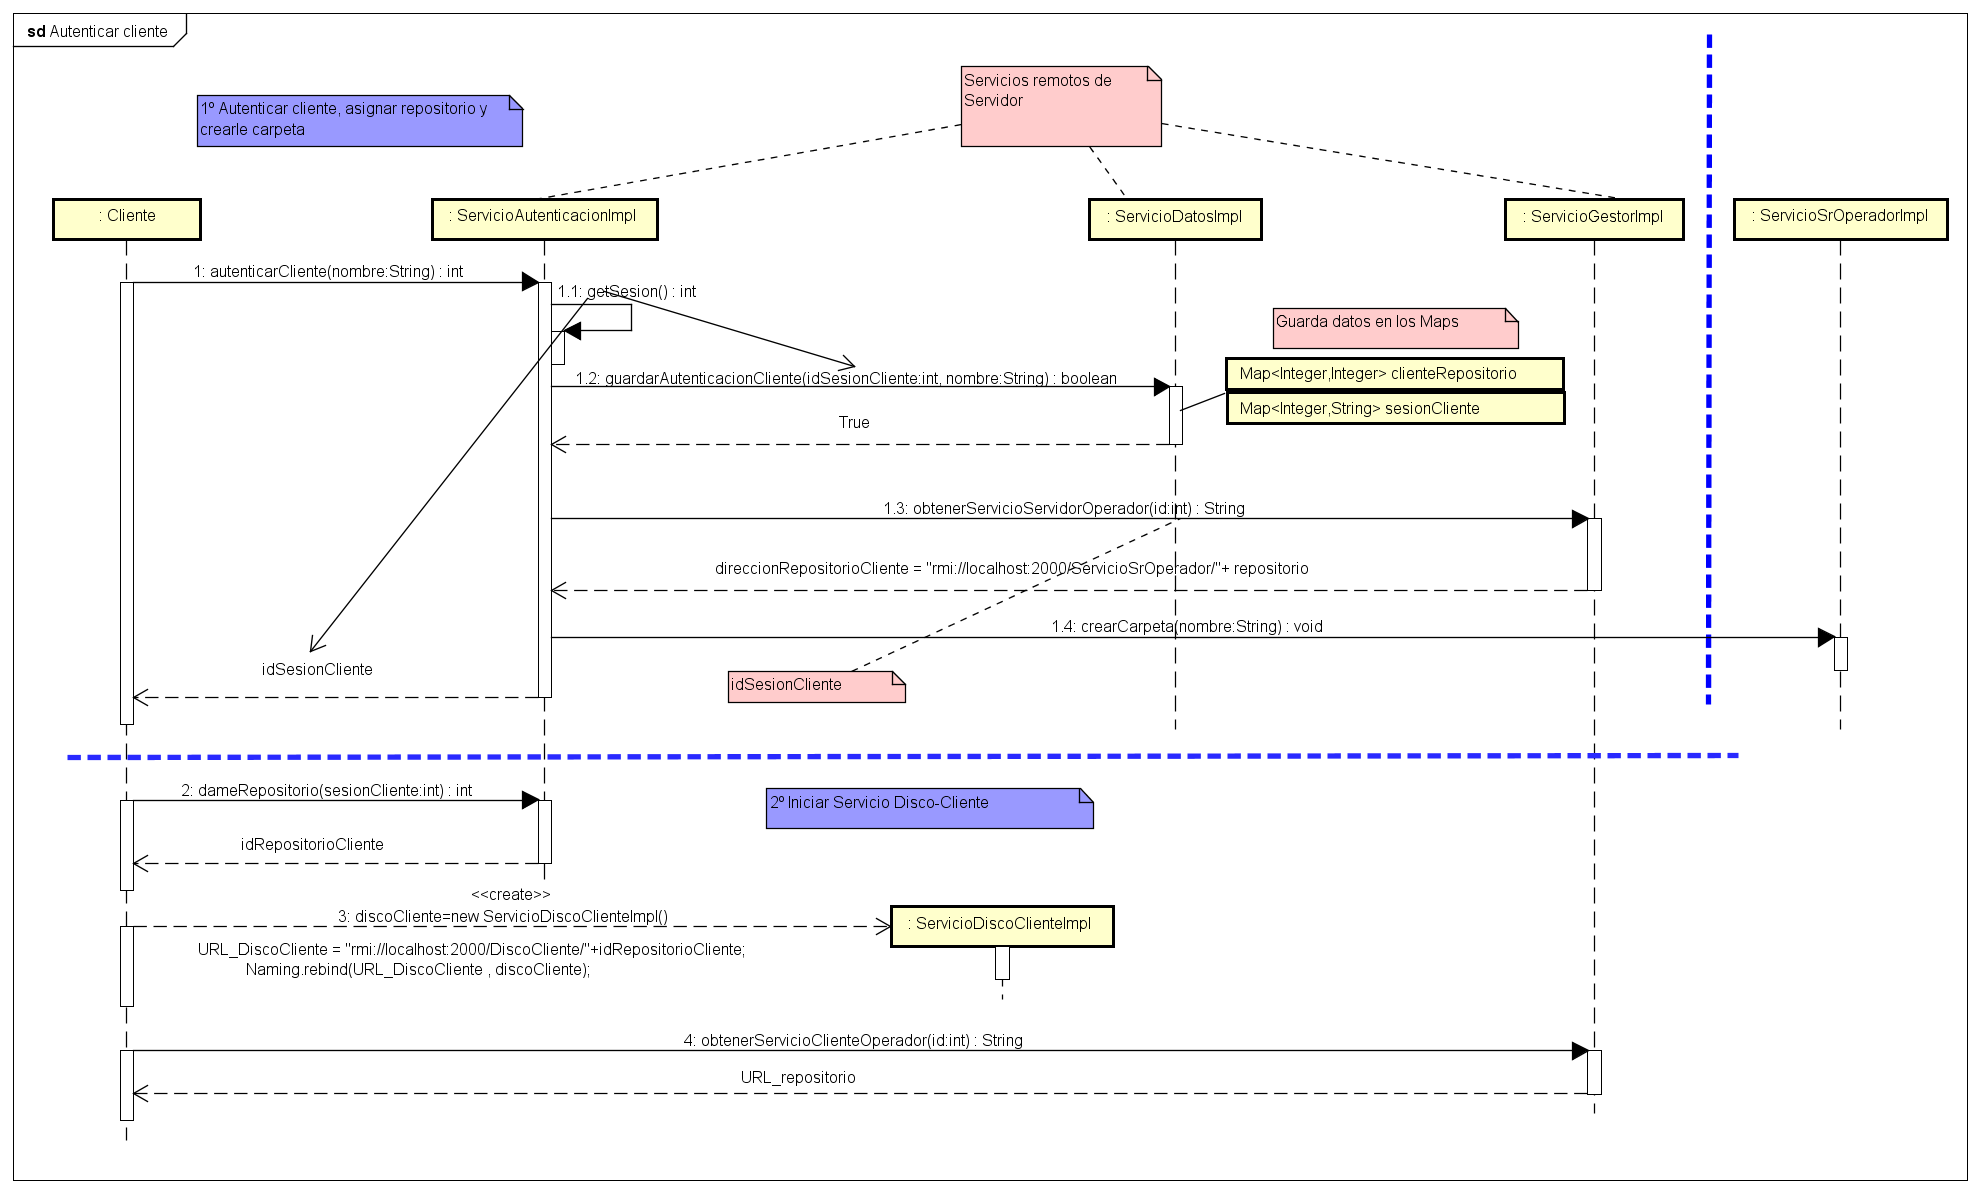 sd Autenticar cliente
Servicios remotos de
Servidor
1º Autenticar cliente, asignar repositorio y
crearle carpeta
: Cliente
: ServicioAutenticacionImpl
: ServicioDatosImpl
: ServicioGestorImpl
: ServicioSrOperadorImpl
1: autenticarCliente(nombre:String) : int
1.1: getSesion() : int
Guarda datos en los Maps
Map<Integer,Integer> clienteRepositorio
1.2: guardarAutenticacionCliente(idSesionCliente:int, nombre:String) : boolean
Map<Integer,String> sesionCliente
True
1.3: obtenerServicioServidorOperador(id:int) : String
direccionRepositorioCliente = "rmi://localhost:2000/ServicioSrOperador/"+ repositorio
1.4: crearCarpeta(nombre:String) : void
idSesionCliente
idSesionCliente
2: dameRepositorio(sesionCliente:int) : int
2º Iniciar Servicio Disco-Cliente
idRepositorioCliente
<<create>>
3: discoCliente=new ServicioDiscoClienteImpl()
: ServicioDiscoClienteImpl
URL_DiscoCliente = "rmi://localhost:2000/DiscoCliente/"+idRepositorioCliente;
Naming.rebind(URL_DiscoCliente , discoCliente);
4: obtenerServicioClienteOperador(id:int) : String
URL_repositorio